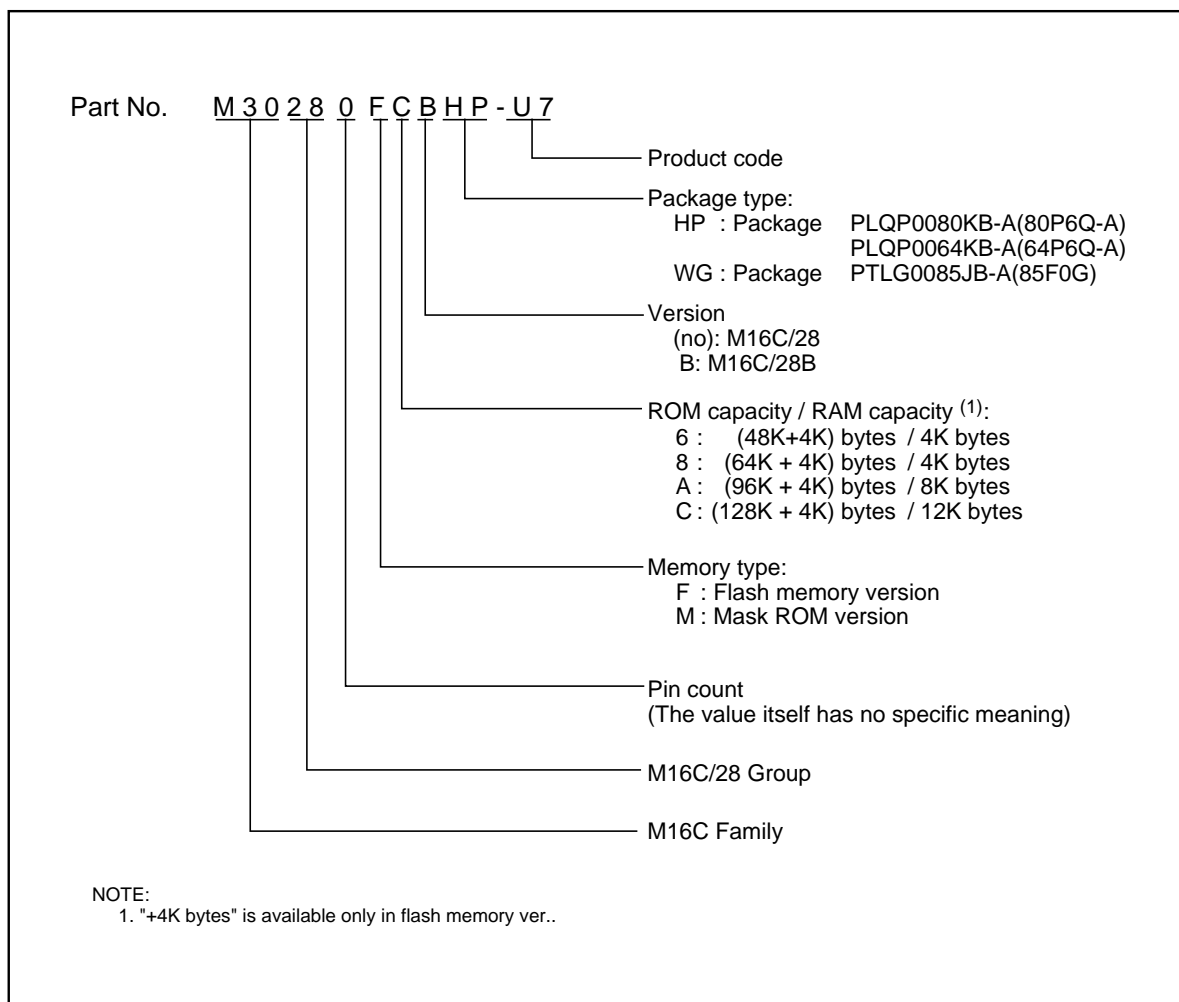 Part No. M 3 0 2 8 0 F C B H P - U 7
Product code
Package type:
HP : Package PLQP0080KB-A(80P6Q-A)
PLQP0064KB-A(64P6Q-A)
WG : Package PTLG0085JB-A(85F0G)
Version
(no): M16C/28
B: M16C/28B
ROM capacity / RAM capacity (1):
6 : (48K+4K) bytes / 4K bytes
8 : (64K + 4K) bytes / 4K bytes
A : (96K + 4K) bytes / 8K bytes
C : (128K + 4K) bytes / 12K bytes
Memory type:
F : Flash memory version
M : Mask ROM version
Pin count
(The value itself has no specific meaning)
M16C/28 Group
M16C Family
NOTE:
1. "+4K bytes" is available only in flash memory ver..